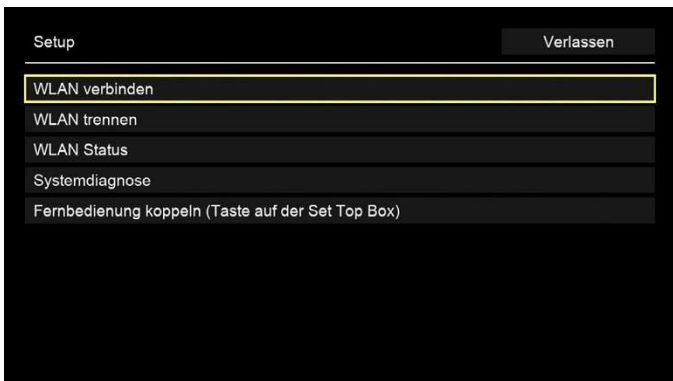 Setup
Verlassen
WLAN verbinden
WLAN trennen
WLAN Status
Systemdiagnose
Fernbedienung koppeln (Taste auf der Set Top Box)